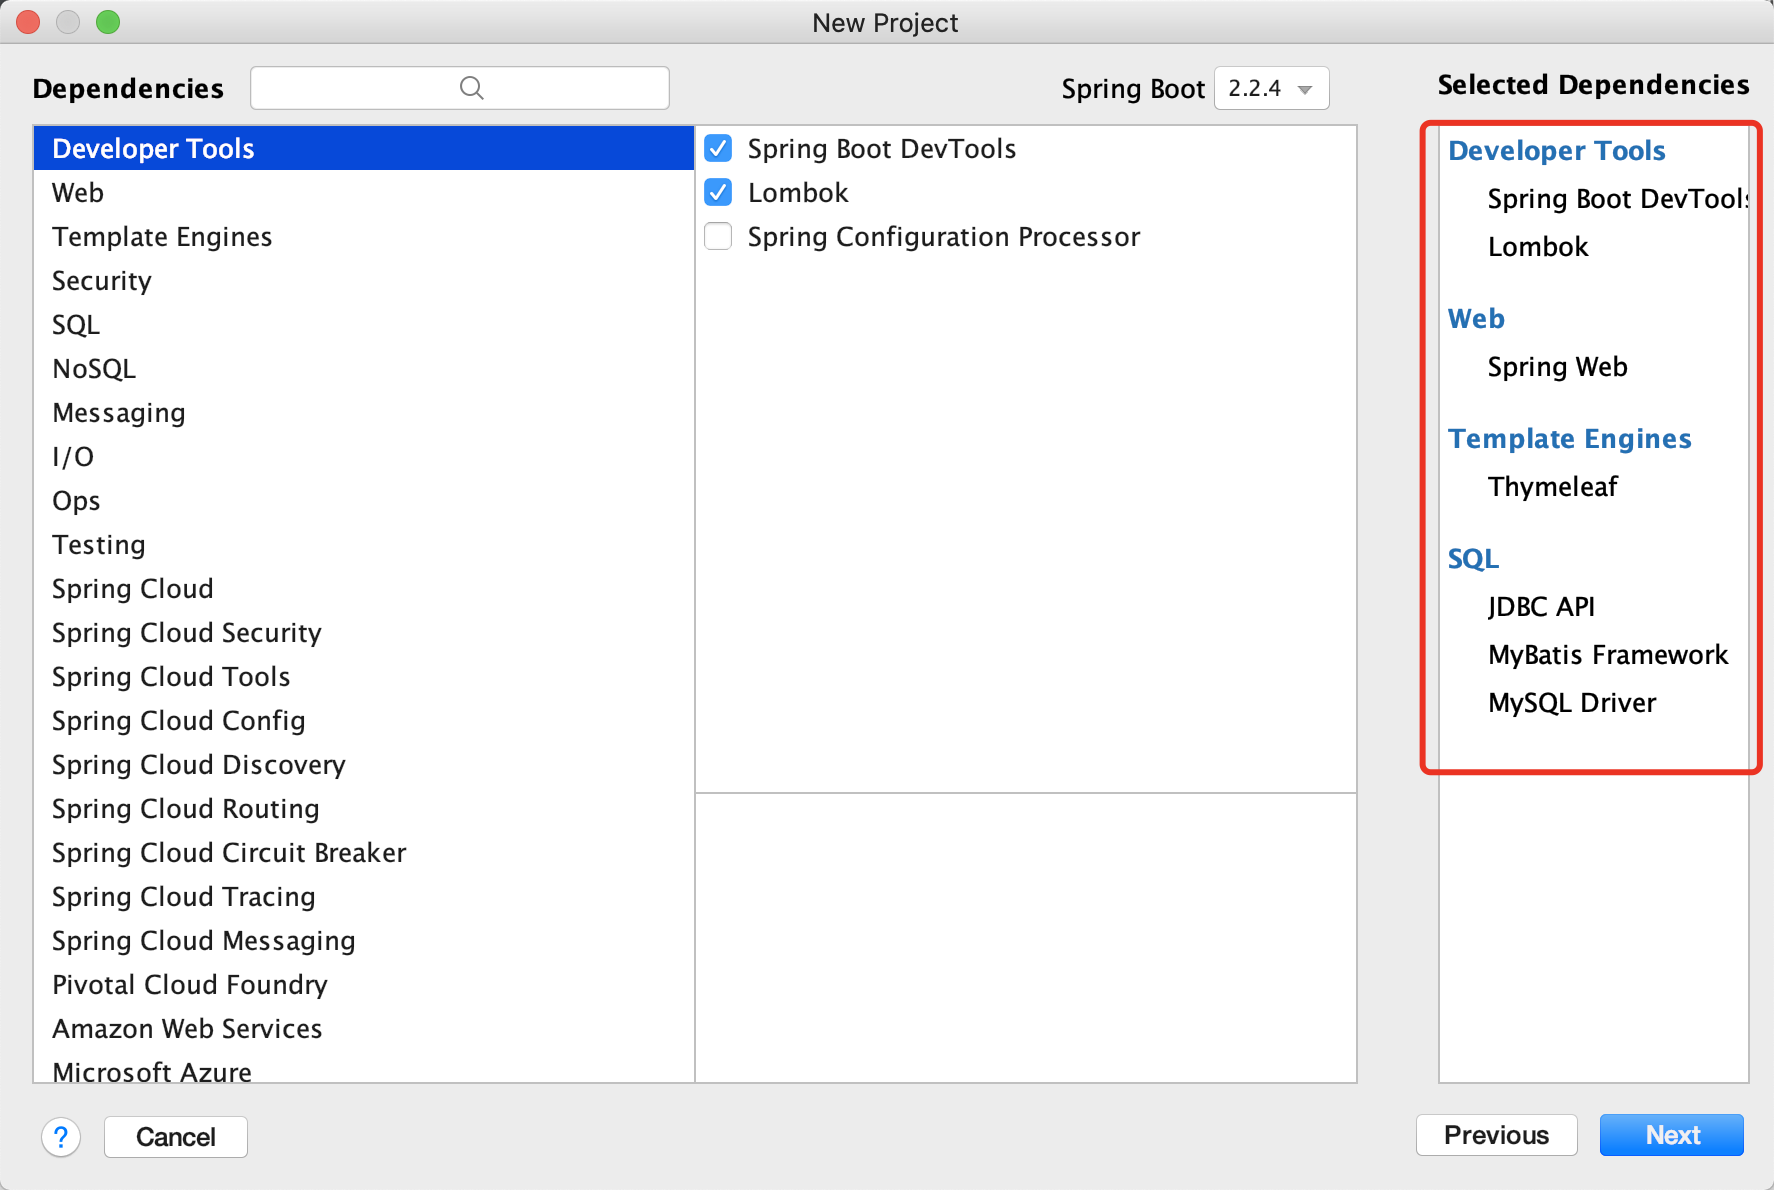 New Project
Dependencies
Spring Boot 2.2.4
Selected Dependencies
Developer Tools
Web
Template Engines
Security
SQL
NoSQL
Messaging
I/O
Ops
Testing
Spring Cloud
Spring Cloud Security
Spring Cloud Tools
Spring Cloud Config
Spring Cloud Discovery
Spring Cloud Routing
Spring Cloud Circuit Breaker
Spring Cloud Tracing
Spring Cloud Messaging
Pivotal Cloud Foundry
Amazon Web Services
Microsoft Azure
Spring Boot DevTools
Lombok
Spring Configuration Processor
Developer Tools
Spring Boot DevTools
Lombok
Web
Spring Web
Template Engines
Thymeleaf
SQL
JDBC API
MyBatis Framework
MySQL Driver
?
Cancel
Previous
Next